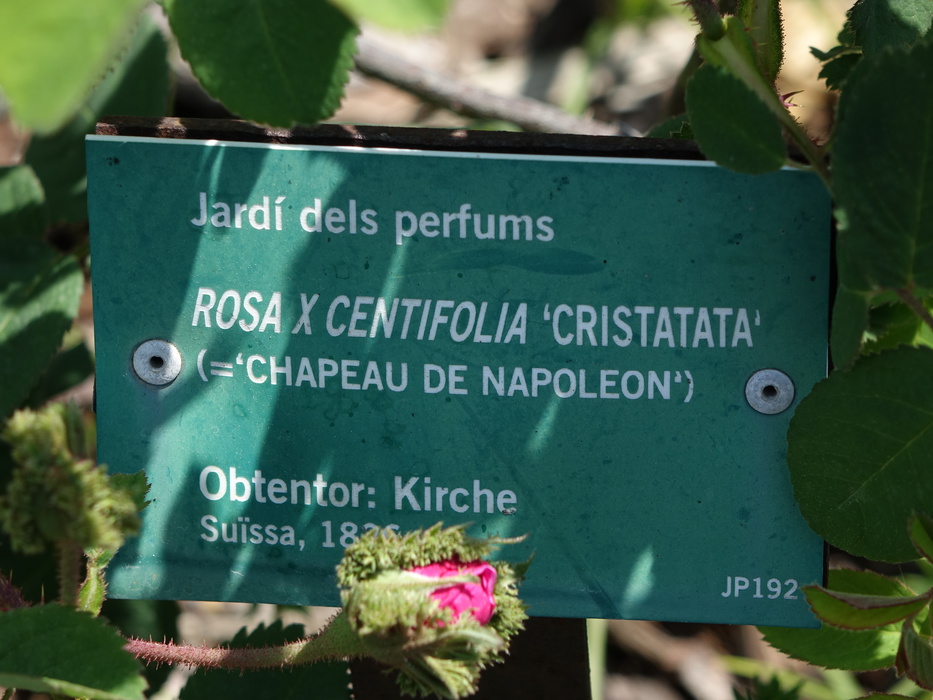 Jardí dels perfums
ROSA X CENTIFOLIA ‘CRISTATATA’
(=‘CHAPEAU DE NAPOLEON’)
Obtentor: Kirche
Suïssa,
JP192